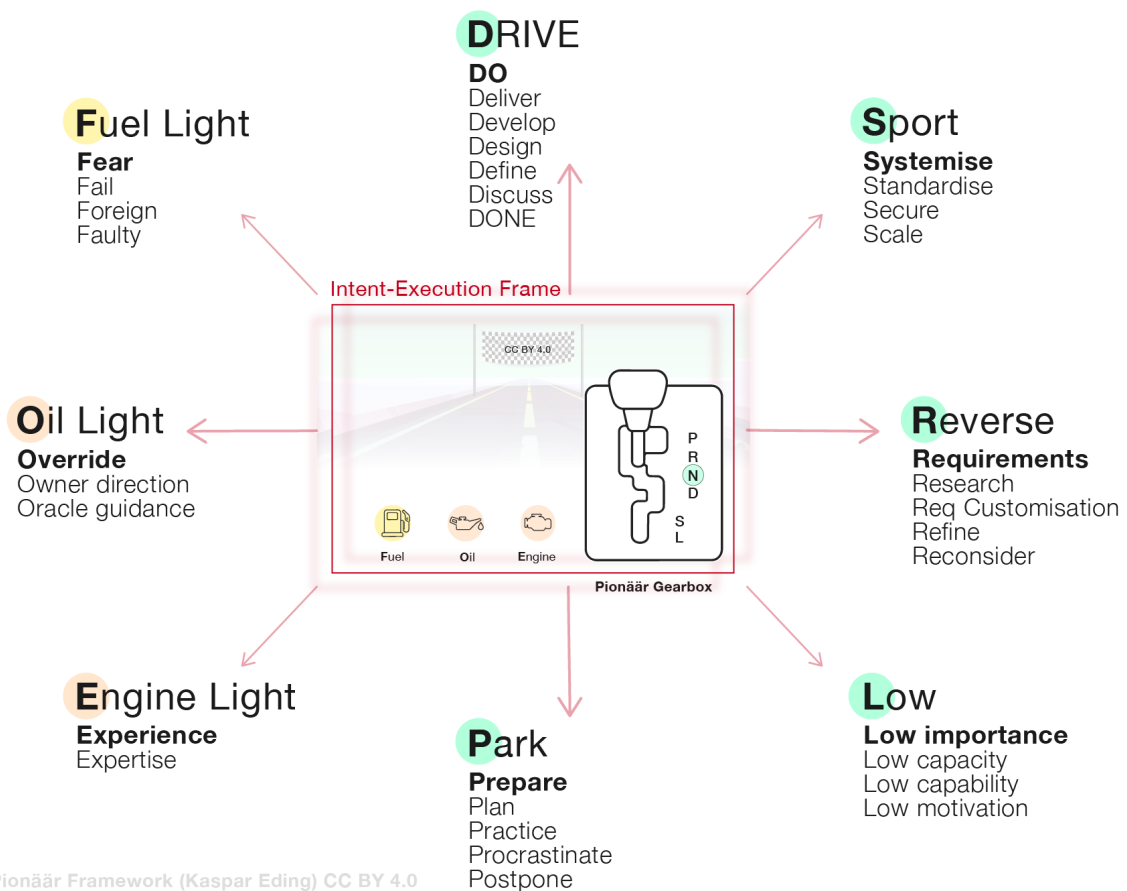 DRIVE
DO
Deliver
Develop
Design
Define
Discuss
DONE
Fuel Light
Fear
Fail
Foreign
Faulty
Sport
Systemise
Standardise
Secure
Scale
Intent-Execution Frame
CC BY 4.0
P
R
N
D
S
L
Fuel
Oil
Engine
Pionäär Gearbox
Oil Light
Override
Owner direction
Oracle guidance
Reverse
Requirements
Research
Req Customisation
Refine
Reconsider
Engine Light
Experience
Expertise
Park
Prepare
Plan
Practice
Procrastinate
Postpone
Low
Low importance
Low capacity
Low capability
Low motivation
Pionäär Framework (Kaspar Eding) CC BY 4.0